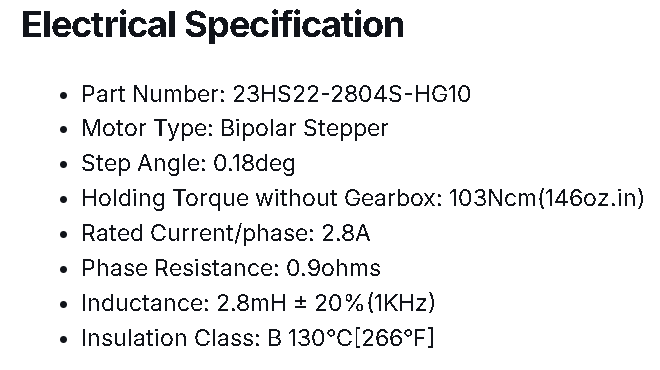 Electrical Specification
• Part Number: 23HS22-2804S-HG10
• Motor Type: Bipolar Stepper
• Step Angle: 0.18deg
• Holding Torque without Gearbox: 103Ncm(146oz.in)
• Rated Current/phase: 2.8A
• Phase Resistance: 0.9ohms
• Inductance: 2.8mH ± 20%(1KHz)
• Insulation Class: B 130°C[266°F]